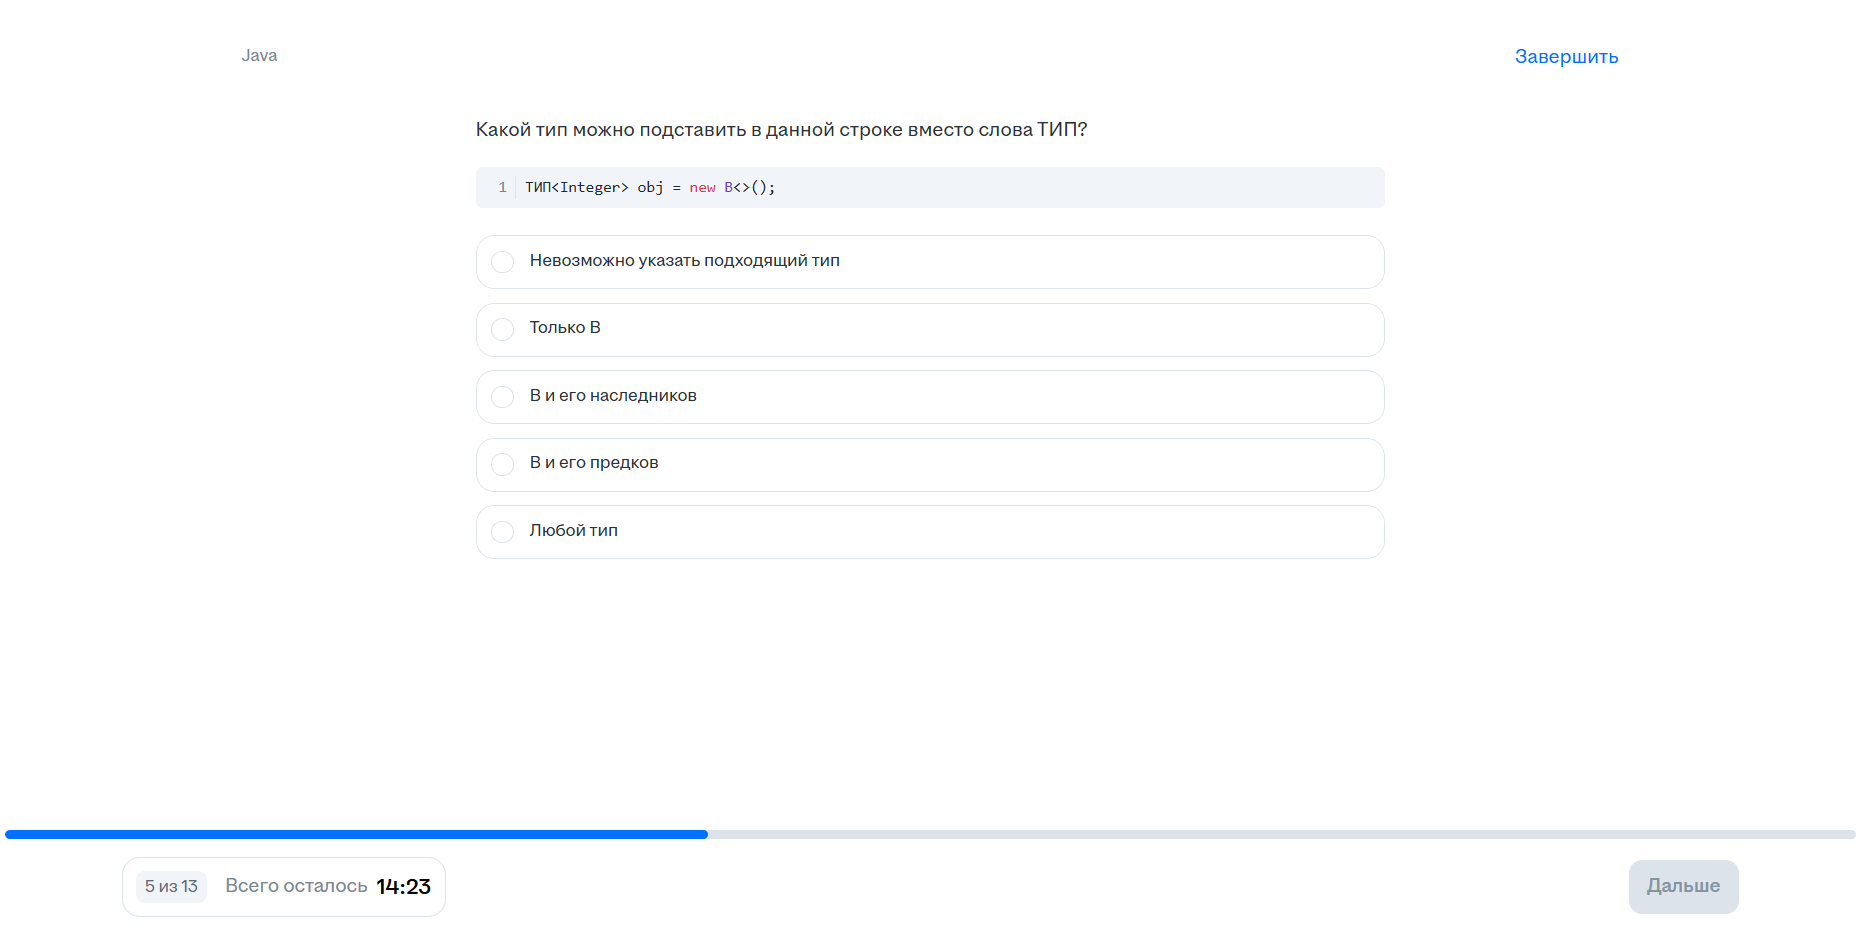 Java
Завершить
Какой тип можно подставить в данной строке вместо слова ТИП?
1 ТИП<Integer> obj = new B<>();
Невозможно указать подходящий тип
Только B
B и его наследников
B и его предков
Любой тип
5 из 13 Всего осталось 14:23
Дальше